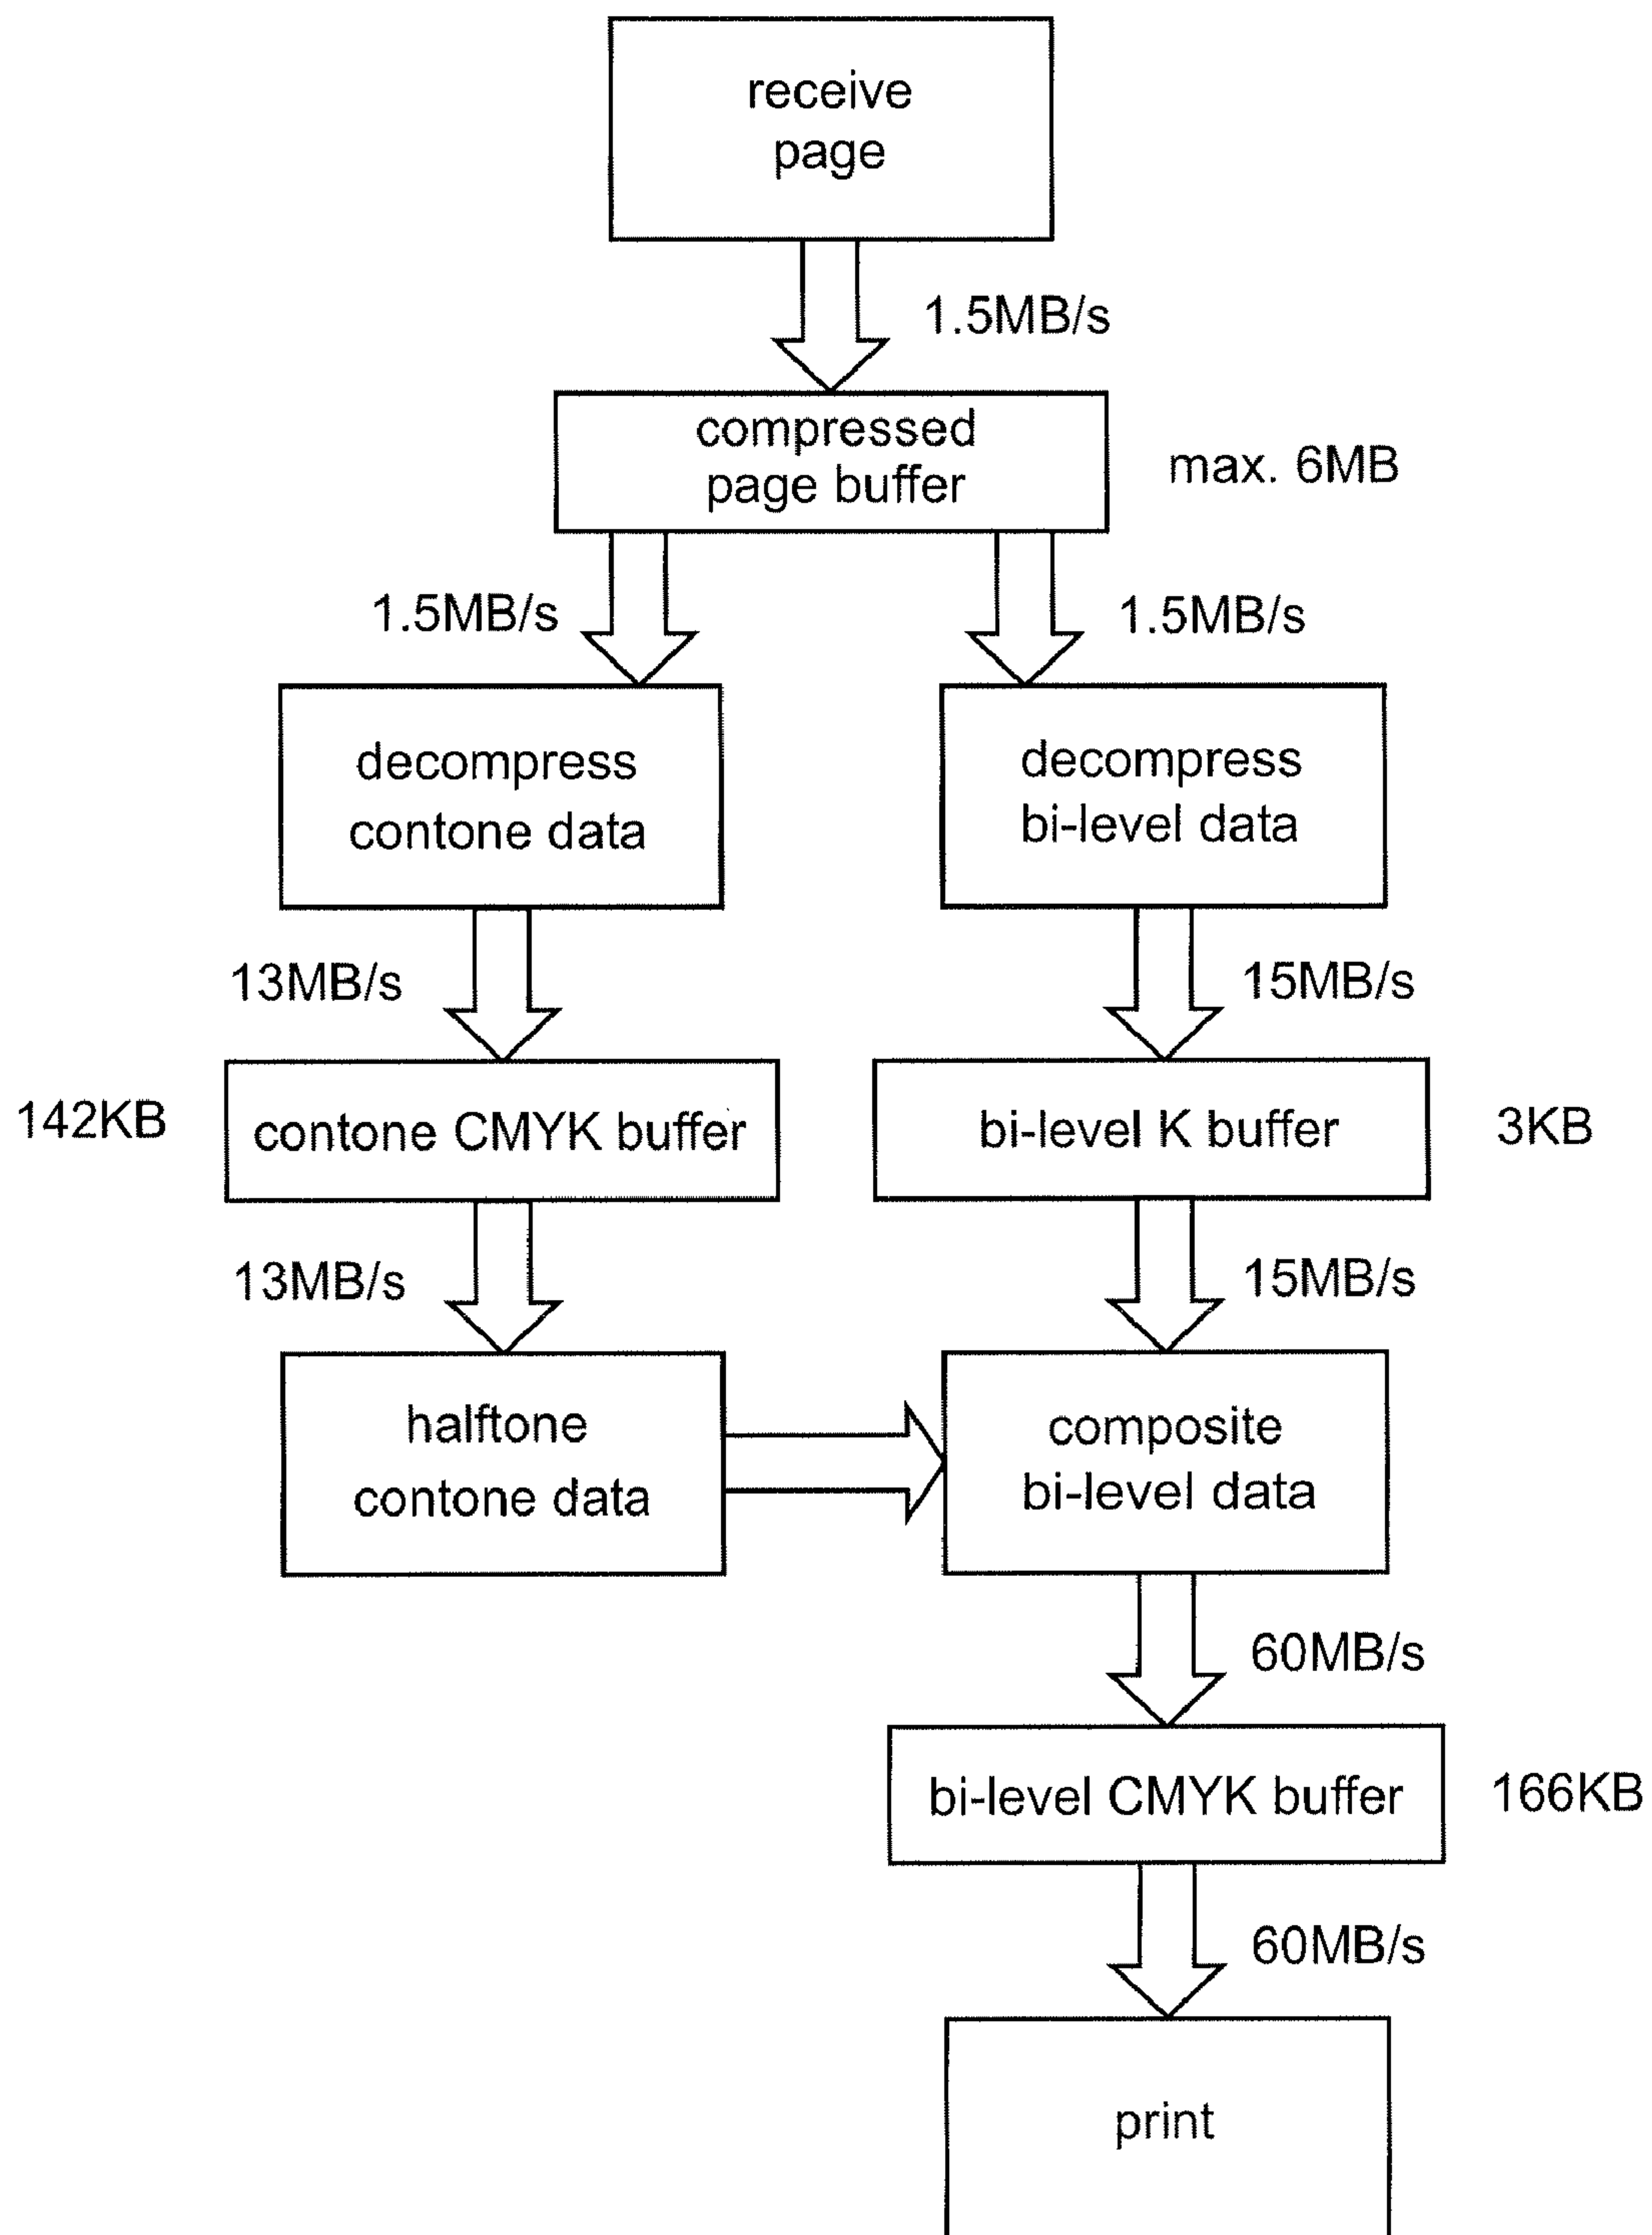 receive
page
1.5MB/s
compressed
page buffer
max. 6MB
1.5MB/s
1.5MB/s
decompress
contone data
decompress
bi-level data
13MB/s
15MB/s
142KB
contone CMYK buffer
bi-level K buffer
3KB
13MB/s
15MB/s
halftone
contone data
composite
bi-level data
60MB/s
bi-level CMYK buffer
166KB
60MB/s
print